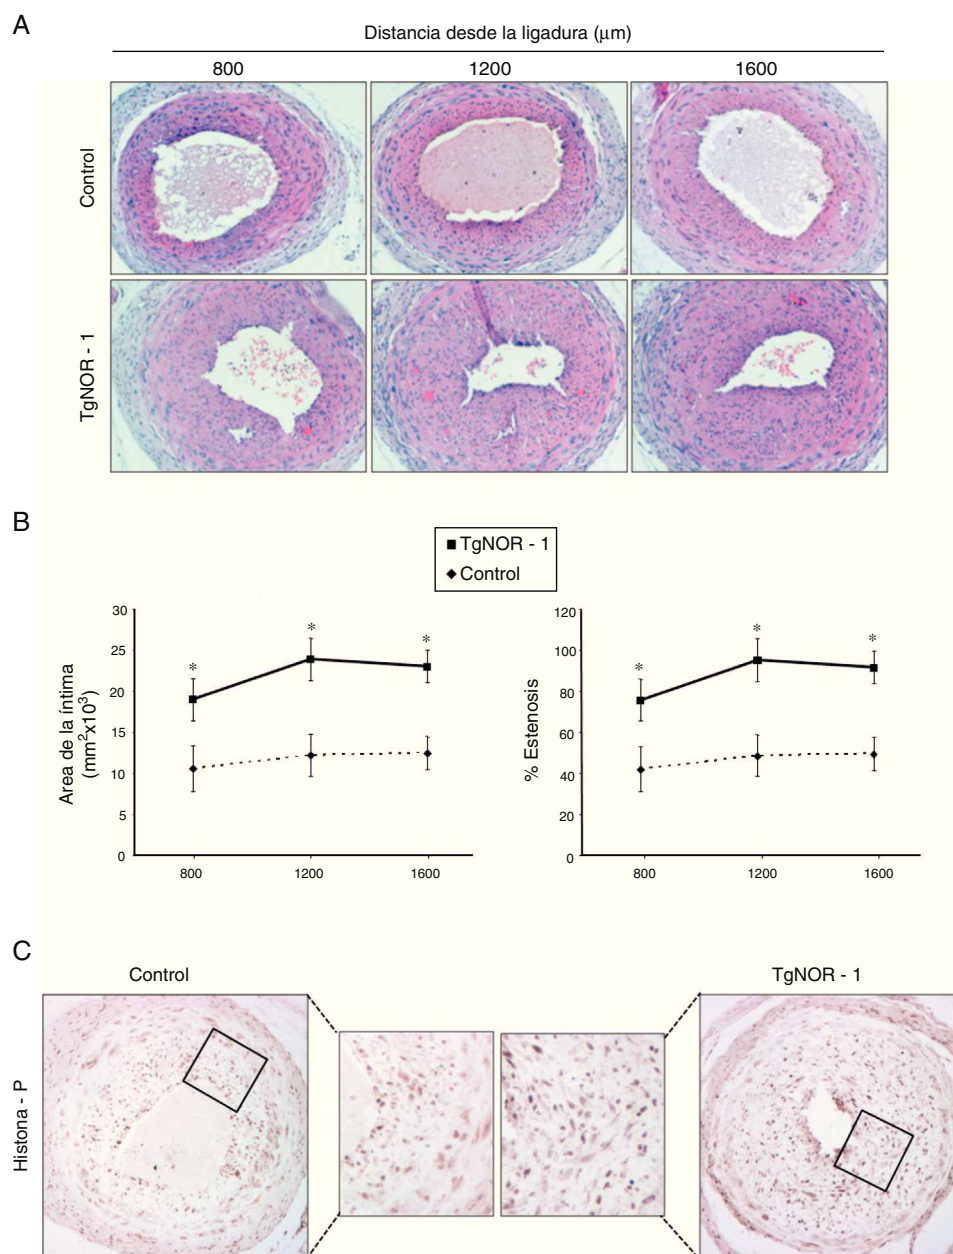 A
Distancia desde la ligadura (μm)
800 1200 1600
Control
TgNOR - 1
B
TgNOR - 1
Control
Area de la íntima
(mm²x10³)
30
25
20
15
10
5
0
*
*
*
800 1200 1600
% Estenosis
120
100
80
60
40
20
0
*
*
*
800 1200 1600
C
Control TgNOR - 1
Histona - P